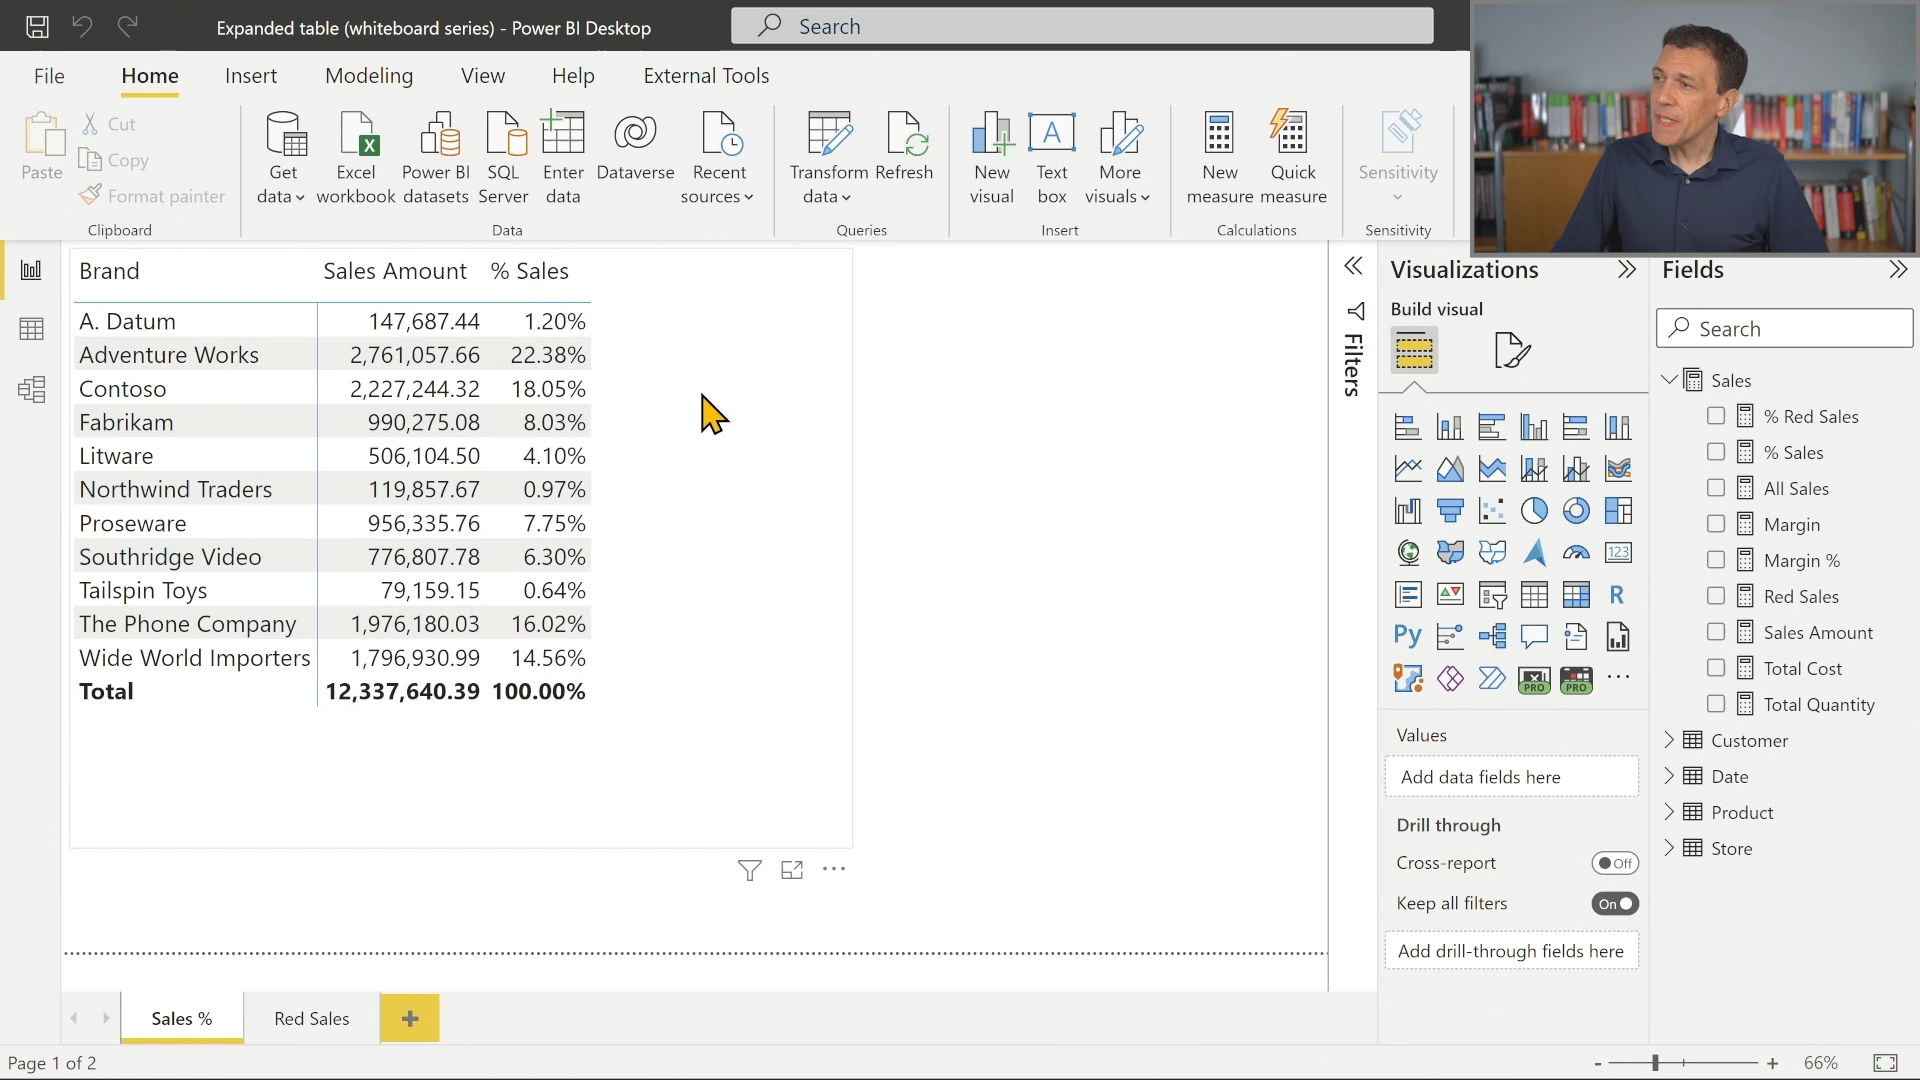 Expanded table (whiteboard series) - Power BI Desktop
Search
File Home Insert Modeling View Help External Tools
Paste
Cut
Copy
Format painter
Clipboard
Get data
Excel workbook
Power BI datasets
SQL Server
Enter data
Dataverse
Recent sources
Data
Transform data
Refresh
Queries
New visual
Text box
More visuals
Insert
New measure
Quick measure
Calculations
Sensitivity
Sensitivity
Brand Sales Amount % Sales
A. Datum 147,687.44 1.20%
Adventure Works 2,761,057.66 22.38%
Contoso 2,227,244.32 18.05%
Fabrikam 990,275.08 8.03%
Litware 506,104.50 4.10%
Northwind Traders 119,857.67 0.97%
Proseware 956,335.76 7.75%
Southridge Video 776,807.78 6.30%
Tailspin Toys 79,159.15 0.64%
The Phone Company 1,976,180.03 16.02%
Wide World Importers 1,796,930.99 14.56%
Total 12,337,640.39 100.00%
Filters
Visualizations
Build visual
123
R
Py
PRO
PRO
Values
Add data fields here
Drill through
Cross-report Off
Keep all filters On
Add drill-through fields here
Fields
Search
Sales
% Red Sales
% Sales
All Sales
Margin
Margin %
Red Sales
Sales Amount
Total Cost
Total Quantity
Customer
Date
Product
Store
Sales %
Red Sales
+
Page 1 of 2
- + 66%